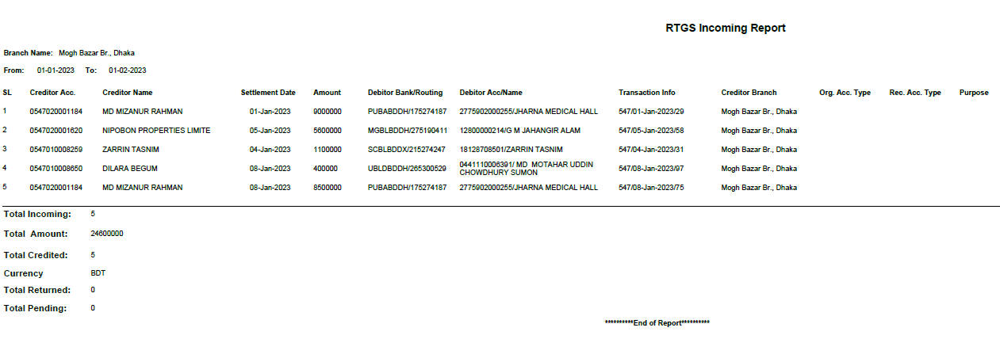 RTGS Incoming Report
Branch Name: Mogh Bazar Br., Dhaka
From: 01-01-2023 To: 01-02-2023
SL Creditor Acc. Creditor Name Settlement Date Amount Debitor Bank/Routing Debitor Acc/Name Transaction Info Creditor Branch Org. Acc. Type Rec. Acc. Type Purpose
1 0547020001184 MD MIZANUR RAHMAN 01-Jan-2023 9000000 PUBABDDH/175274187 2775902000255/JHARNA MEDICAL HALL 547/01-Jan-2023/29 Mogh Bazar Br., Dhaka
2 0547020001620 NIPOBON PROPERTIES LIMITE 05-Jan-2023 5600000 MGBLBDDH/275190411 12800000214/G M JAHANGIR ALAM 547/05-Jan-2023/58 Mogh Bazar Br., Dhaka
3 0547010008259 ZARRIN TASNIM 04-Jan-2023 1100000 SCBLBDDX/215274247 18128708501/ZARRIN TASNIM 547/04-Jan-2023/31 Mogh Bazar Br., Dhaka
4 0547010008650 DILARA BEGUM 08-Jan-2023 400000 UBLDBDDH/265300529 0441110006391/ MD MOTAHAR UDDIN 547/08-Jan-2023/97 Mogh Bazar Br., Dhaka
CHOWDHURY SUMON
5 0547020001184 MD MIZANUR RAHMAN 08-Jan-2023 8500000 PUBABDDH/175274187 2775902000255/JHARNA MEDICAL HALL 547/08-Jan-2023/75 Mogh Bazar Br., Dhaka
Total Incoming: 5
Total Amount: 24600000
Total Credited: 5
Currency BDT
Total Returned: 0
Total Pending: 0
**********End of Report**********